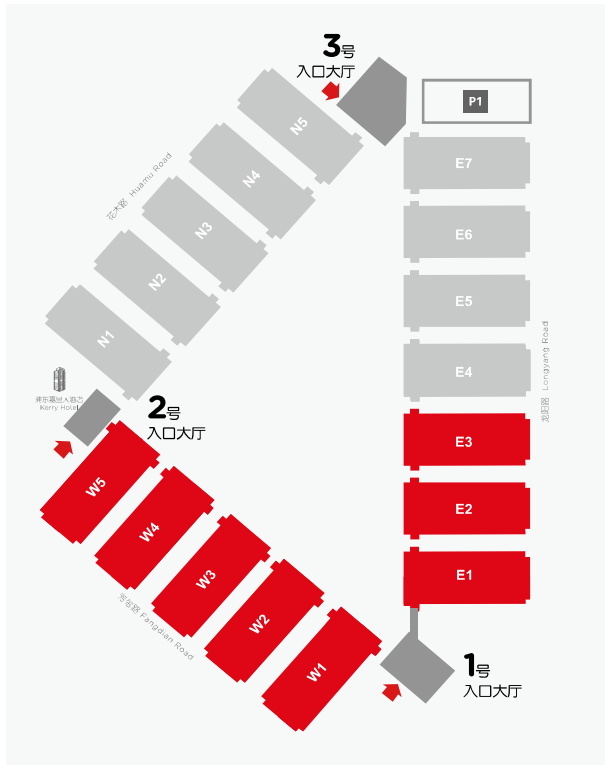 3号
入口大厅
P1
N5
E7
N4
花木路 Huamu Road
N3
E6
N2
E5
N1
龙阳路 Longyang Road
E4
浦东嘉里大酒店
Kerry Hotel
2号
入口大厅
E3
W5
E2
W4
W3
E1
芳甸路 Fangdian Road
W2
W1
1号
入口大厅